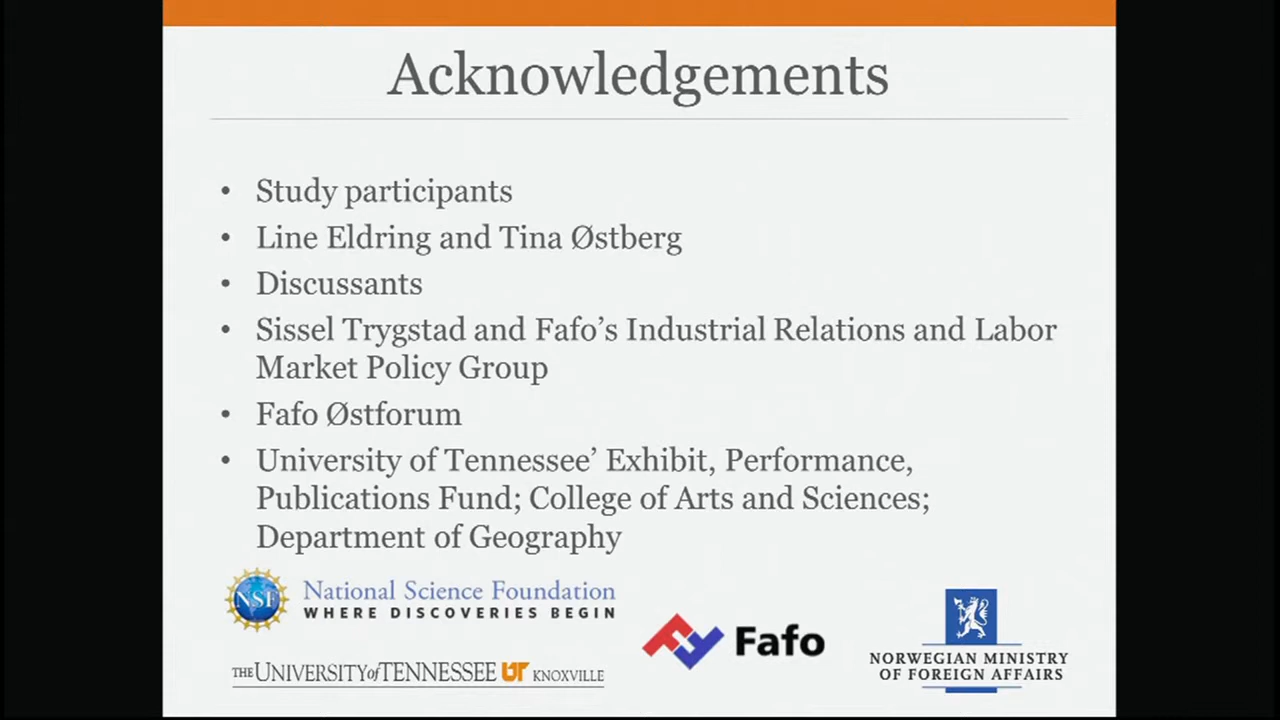 Acknowledgements
• Study participants
• Line Eldring and Tina Østberg
• Discussants
• Sissel Trygstad and Fafo's Industrial Relations and Labor
Market Policy Group
• Fafo Østforum
• University of Tennessee' Exhibit, Performance,
Publications Fund; College of Arts and Sciences;
Department of Geography
NSF
National Science Foundation
WHERE DISCOVERIES BEGIN
THE UNIVERSITY of TENNESSEE UT KNOXVILLE
Fafo
NORWEGIAN MINISTRY
OF FOREIGN AFFAIRS